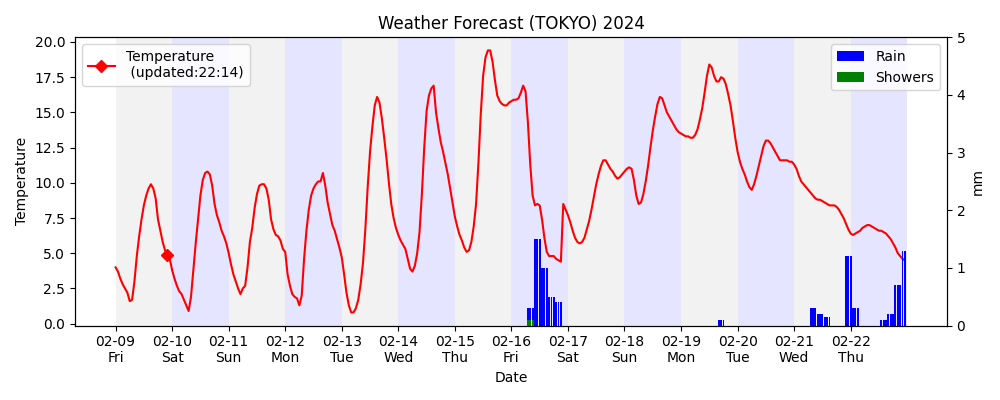 Weather Forecast (TOKYO) 2024
Temperature
(updated:22:14)
Rain
Showers
Temperature
20.0
17.5
15.0
12.5
10.0
7.5
5.0
2.5
0.0
5
4
3
2
1
0
mm
02-09 02-10 02-11 02-12 02-13 02-14 02-15 02-16 02-17 02-18 02-19 02-20 02-21 02-22
Fri Sat Sun Mon Tue Wed Thu Fri Sat Sun Mon Tue Wed Thu
Date